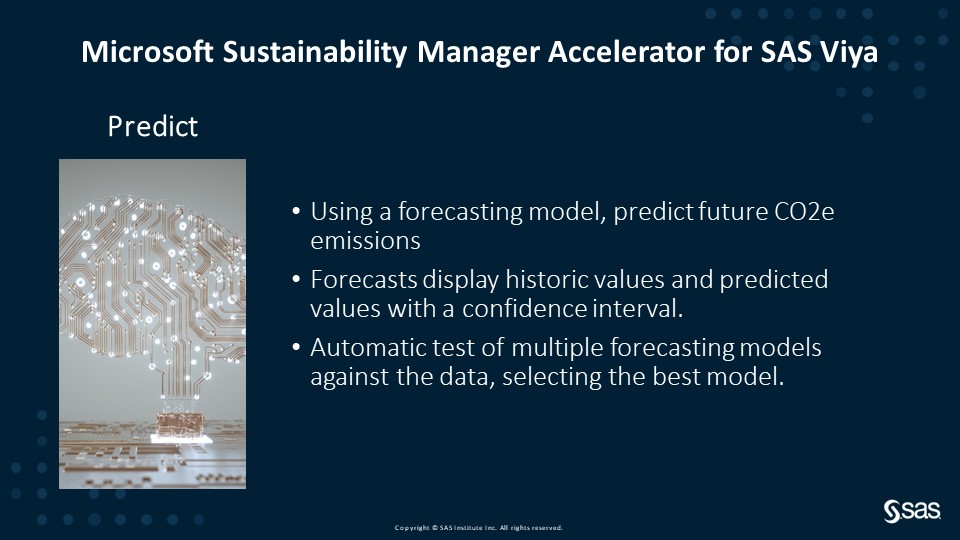 Microsoft Sustainability Manager Accelerator for SAS Viya
Predict
• Using a forecasting model, predict future CO2e
emissions
• Forecasts display historic values and predicted
values with a confidence interval.
• Automatic test of multiple forecasting models
against the data, selecting the best model.
Copyright © SAS Institute Inc. All rights reserved.
sas